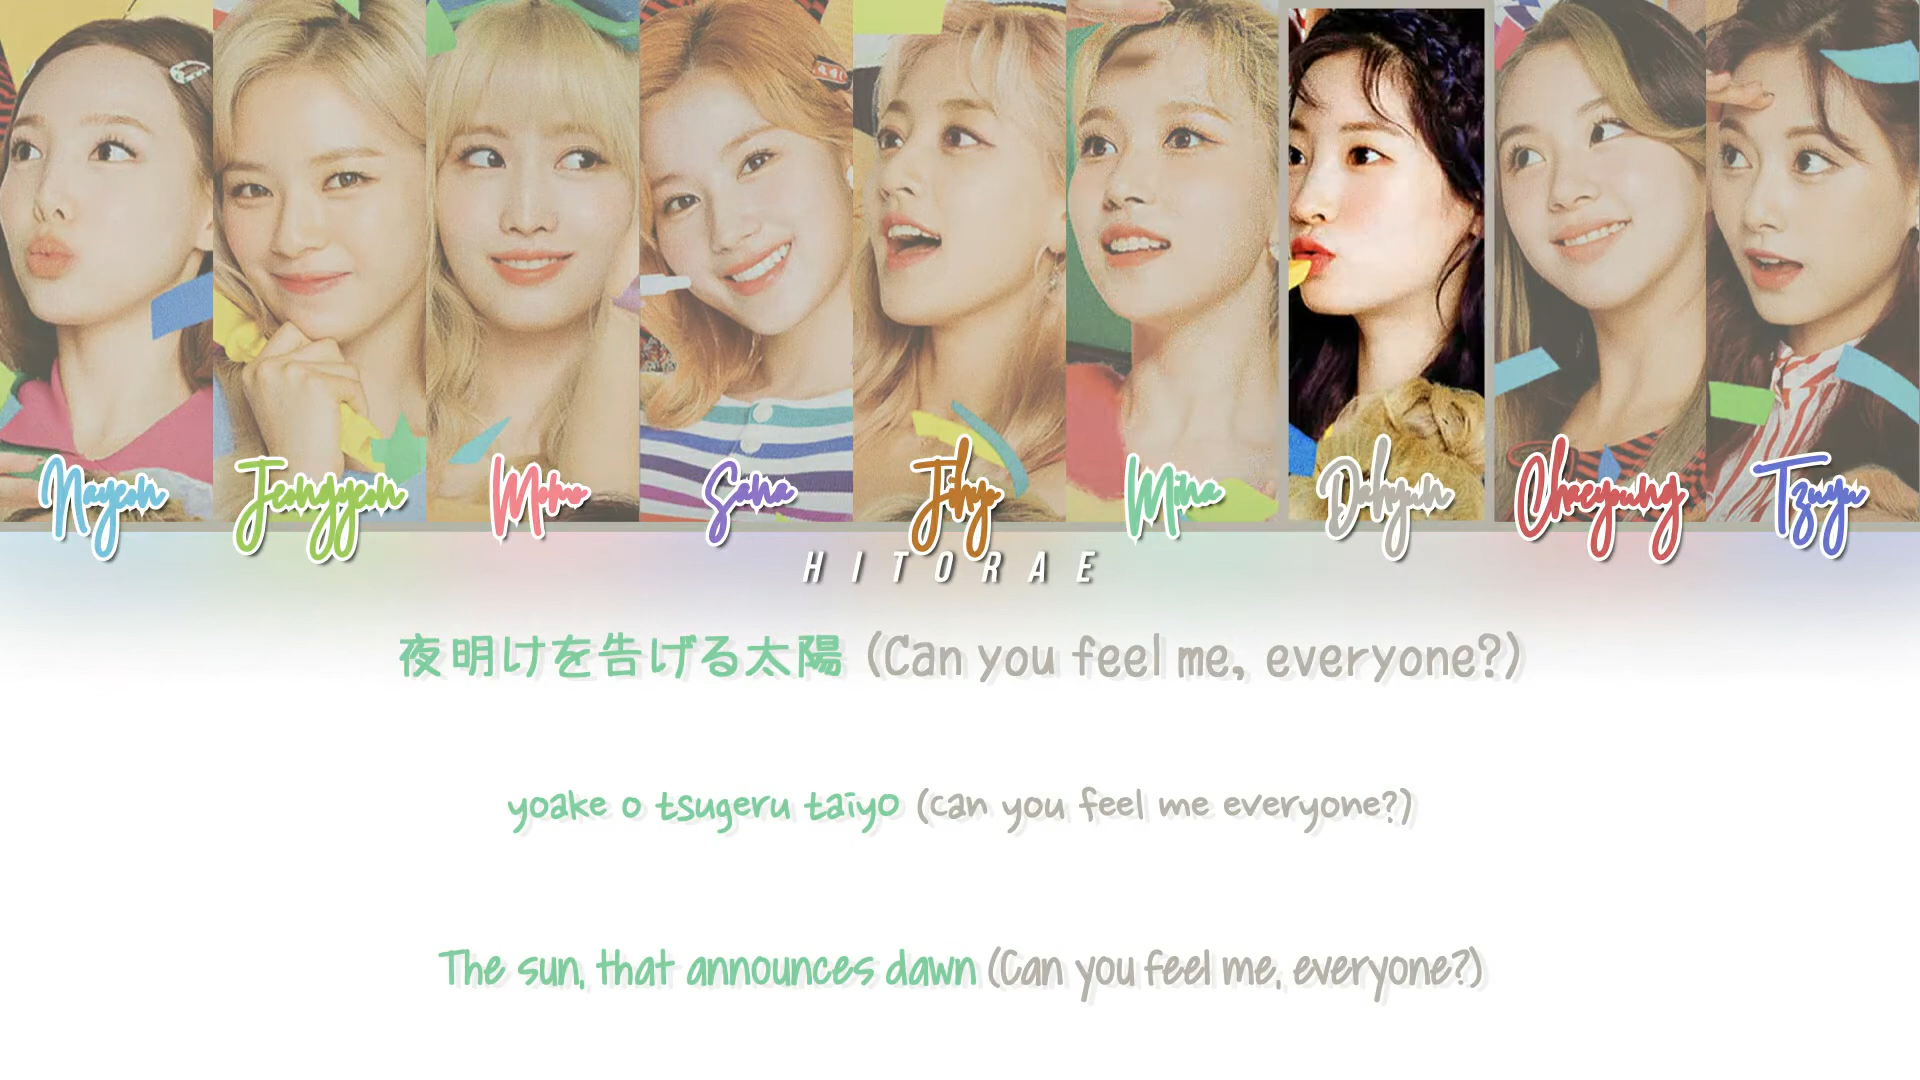 Nayeon Jeongyeon Momo Sana Jihyo Mina Dahyun Chaeyoung Tzuyu
HITORAE
夜明けを告げる太陽 (Can you feel me, everyone?)
yoake o tsugeru taiyo (can you feel me everyone?)
The sun, that announces dawn (Can you feel me, everyone?)